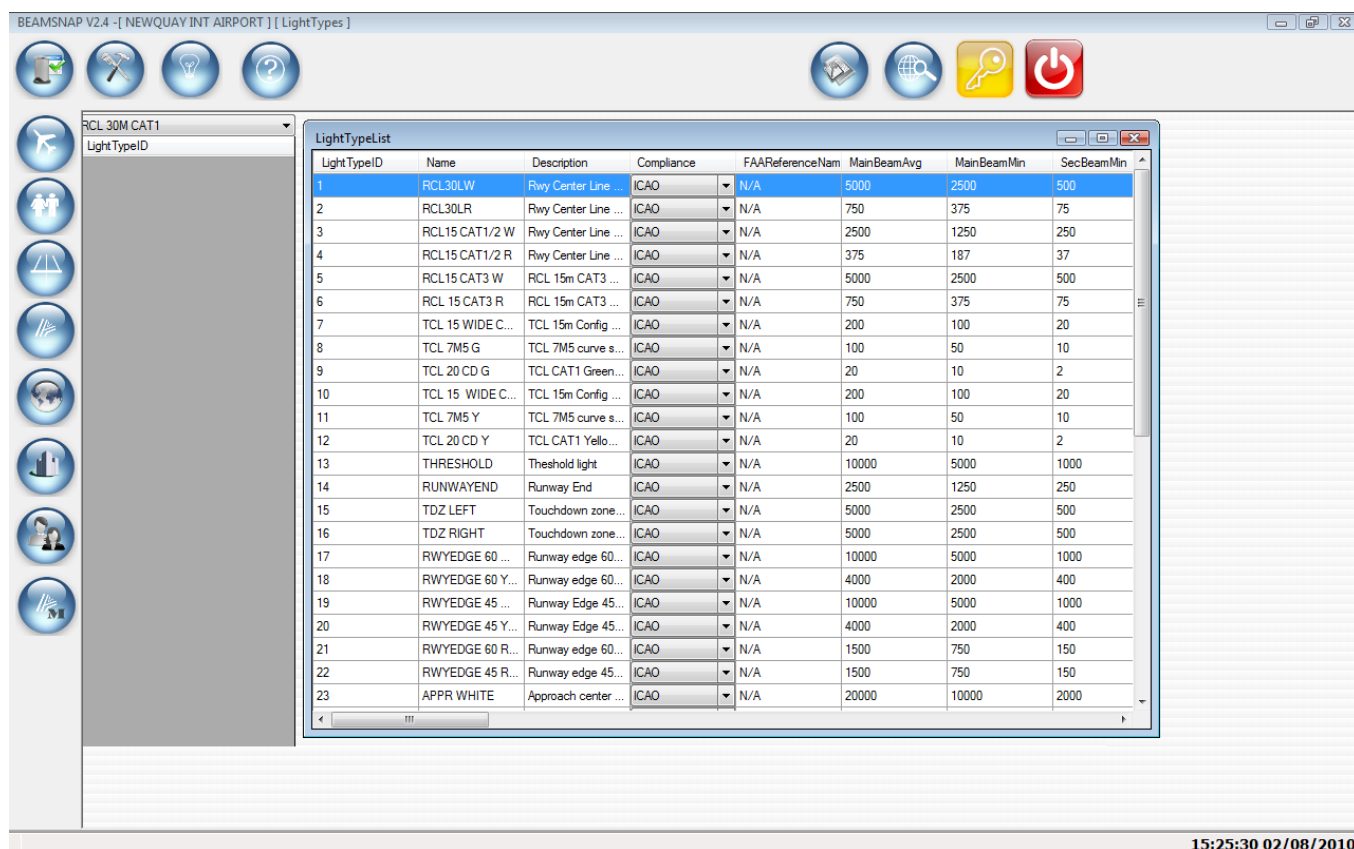 BEAMSNAP V2.4 -[ NEWQUAY INT AIRPORT ] [ LightTypes ]
RCL 30M CAT1
LightTypeID
LightTypeList
LightTypeID Name Description Compliance FAAReferenceNam MainBeamAvg MainBeamMin SecBeamMin
1 RCL30LW Rwy Center Line ... ICAO N/A 5000 2500 500
2 RCL30LR Rwy Center Line ... ICAO N/A 750 375 75
3 RCL15 CAT1/2 W Rwy Center Line ... ICAO N/A 2500 1250 250
4 RCL15 CAT1/2 R Rwy Center Line ... ICAO N/A 375 187 37
5 RCL15 CAT3 W RCL 15m CAT3 ... ICAO N/A 5000 2500 500
6 RCL 15 CAT3 R RCL 15m CAT3 ... ICAO N/A 750 375 75
7 TCL 15 WIDE C... TCL 15m Config ... ICAO N/A 200 100 20
8 TCL 7M5 G TCL 7M5 curve s... ICAO N/A 100 50 10
9 TCL 20 CD G TCL CAT1 Green... ICAO N/A 20 10 2
10 TCL 15 WIDE C... TCL 15m Config ... ICAO N/A 200 100 20
11 TCL 7M5 Y TCL 7M5 curve s... ICAO N/A 100 50 10
12 TCL 20 CD Y TCL CAT1 Yello... ICAO N/A 20 10 2
13 THRESHOLD Theshold light ICAO N/A 10000 5000 1000
14 RUNWAYEND Runway End ICAO N/A 2500 1250 250
15 TDZ LEFT Touchdown zone... ICAO N/A 5000 2500 500
16 TDZ RIGHT Touchdown zone... ICAO N/A 5000 2500 500
17 RWYEDGE 60 ... Runway edge 60... ICAO N/A 10000 5000 1000
18 RWYEDGE 60 Y... Runway edge 60... ICAO N/A 4000 2000 400
19 RWYEDGE 45 ... Runway Edge 45... ICAO N/A 10000 5000 1000
20 RWYEDGE 45 Y... Runway Edge 45... ICAO N/A 4000 2000 400
21 RWYEDGE 60 R... Runway edge 60... ICAO N/A 1500 750 150
22 RWYEDGE 45 R... Runway edge 45... ICAO N/A 1500 750 150
23 APPR WHITE Approach center ... ICAO N/A 20000 10000 2000
M
15:25:30 02/08/2010